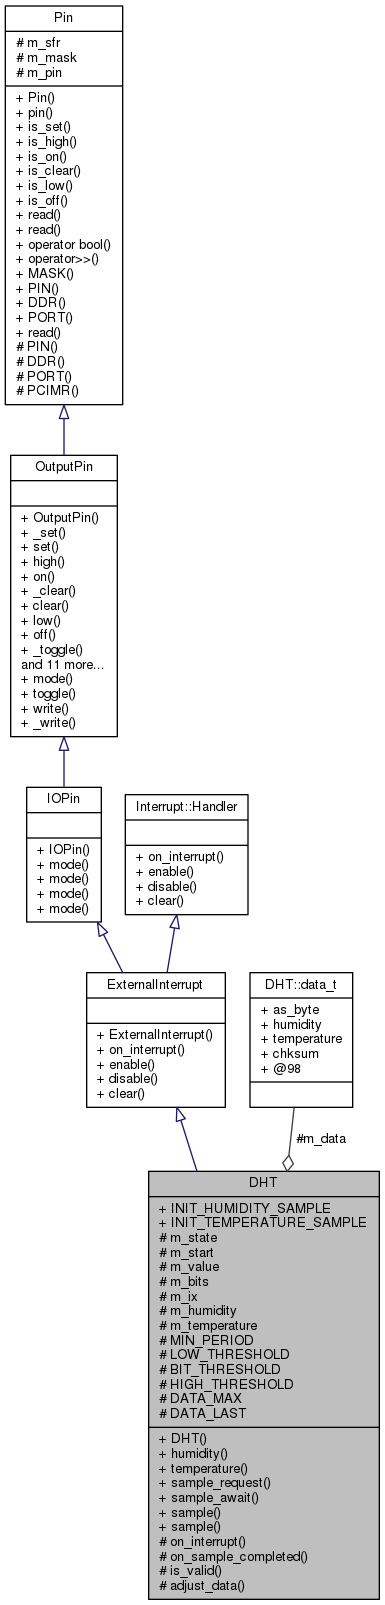 Pin
# m_sfr
# m_mask
# m_pin
+ Pin()
+ pin()
+ is_set()
+ is_high()
+ is_on()
+ is_clear()
+ is_low()
+ is_off()
+ read()
+ read()
+ operator bool()
+ operator>>()
+ MASK()
+ PIN()
+ DDR()
+ PORT()
+ read()
# PIN()
# DDR()
# PORT()
# PCIMR()
OutputPin
+ OutputPin()
+ _set()
+ set()
+ high()
+ on()
+ _clear()
+ clear()
+ low()
+ off()
+ _toggle()
and 11 more...
+ mode()
+ toggle()
+ write()
+ _write()
IOPin
+ IOPin()
+ mode()
+ mode()
+ mode()
+ mode()
Interrupt::Handler
+ on_interrupt()
+ enable()
+ disable()
+ clear()
ExternalInterrupt
+ ExternalInterrupt()
+ on_interrupt()
+ enable()
+ disable()
+ clear()
DHT::data_t
+ as_byte
+ humidity
+ temperature
+ chksum
+ @98
#m_data
DHT
+ INIT_HUMIDITY_SAMPLE
+ INIT_TEMPERATURE_SAMPLE
# m_state
# m_start
# m_value
# m_bits
# m_ix
# m_humidity
# m_temperature
# MIN_PERIOD
# LOW_THRESHOLD
# BIT_THRESHOLD
# HIGH_THRESHOLD
# DATA_MAX
# DATA_LAST
+ DHT()
+ humidity()
+ temperature()
+ sample_request()
+ sample_await()
+ sample()
+ sample()
# on_interrupt()
# on_sample_completed()
# is_valid()
# adjust_data()